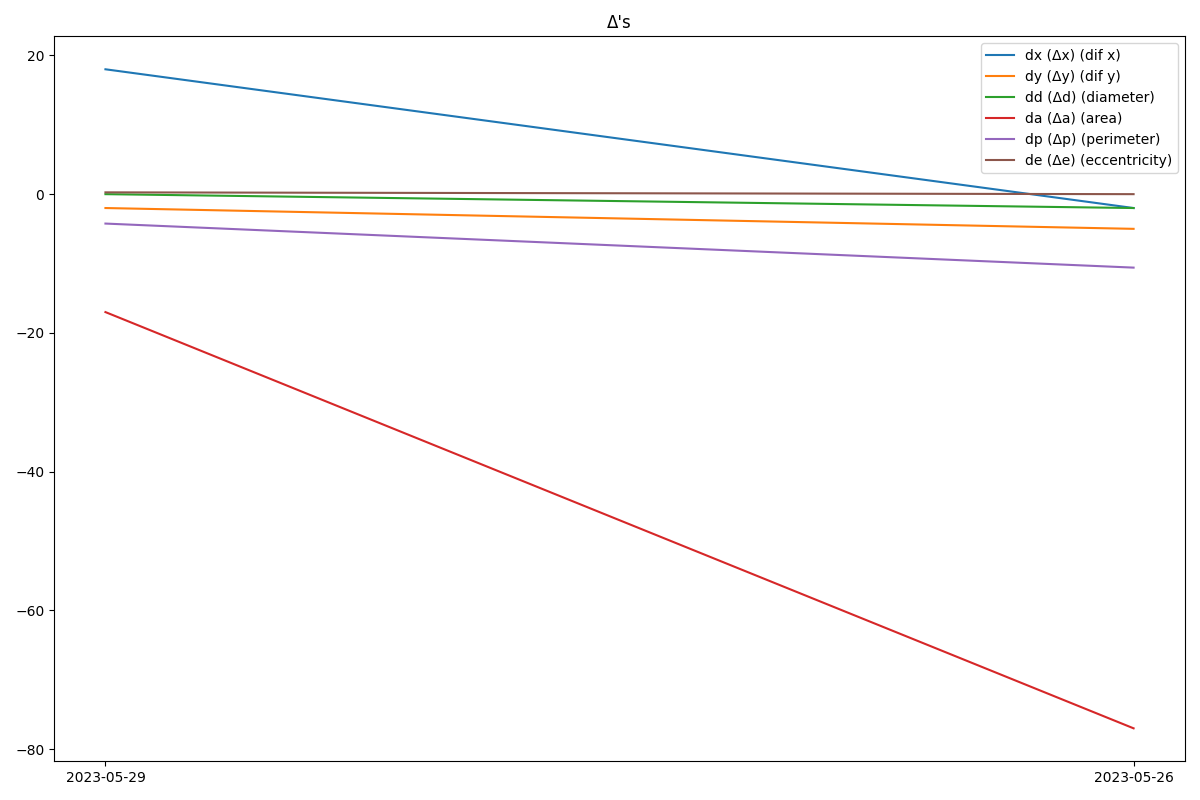 Δ's
dx (Δx) (dif x)
dy (Δy) (dif y)
dd (Δd) (diameter)
da (Δa) (area)
dp (Δp) (perimeter)
de (Δe) (eccentricity)
20
0
−20
−40
−60
−80
2023-05-29 2023-05-26